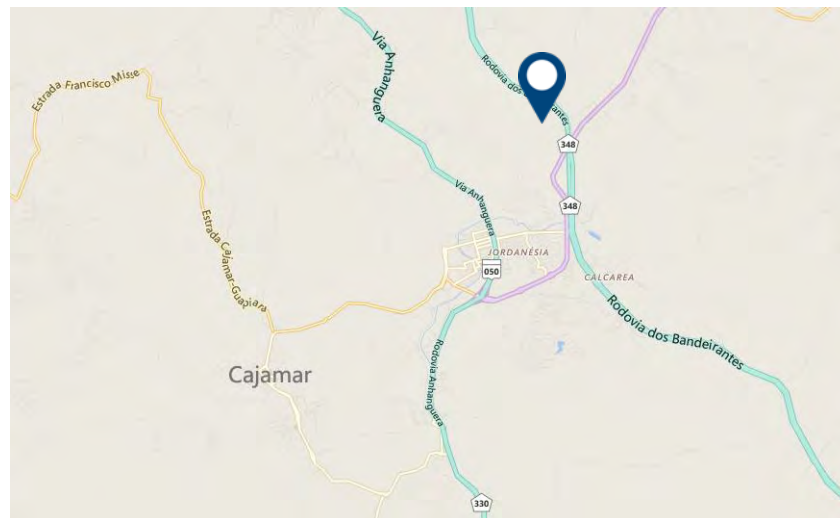 Via Anhanguera
Rodovia dos Bandeirantes
Estrada Francisco Misse
348
Via Anhanguera
348
Estrada Cajamar-Guapiara
JORDANÉSIA
050
CALCAREA
Rodovia dos Bandeirantes
Rodovia Anhanguera
Cajamar
330